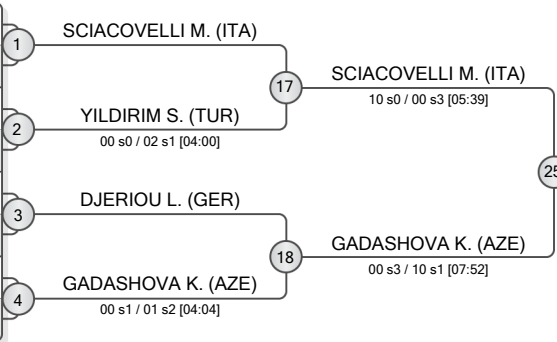 SCIACOVELLI M. (ITA)
1
17
SCIACOVELLI M. (ITA)
10 s0 / 00 s3 [05:39]
YILDIRIM S. (TUR)
2
00 s0 / 02 s1 [04:00]
25
DJERIOU L. (GER)
3
18
GADASHOVA K. (AZE)
00 s3 / 10 s1 [07:52]
GADASHOVA K. (AZE)
4
00 s1 / 01 s2 [04:04]